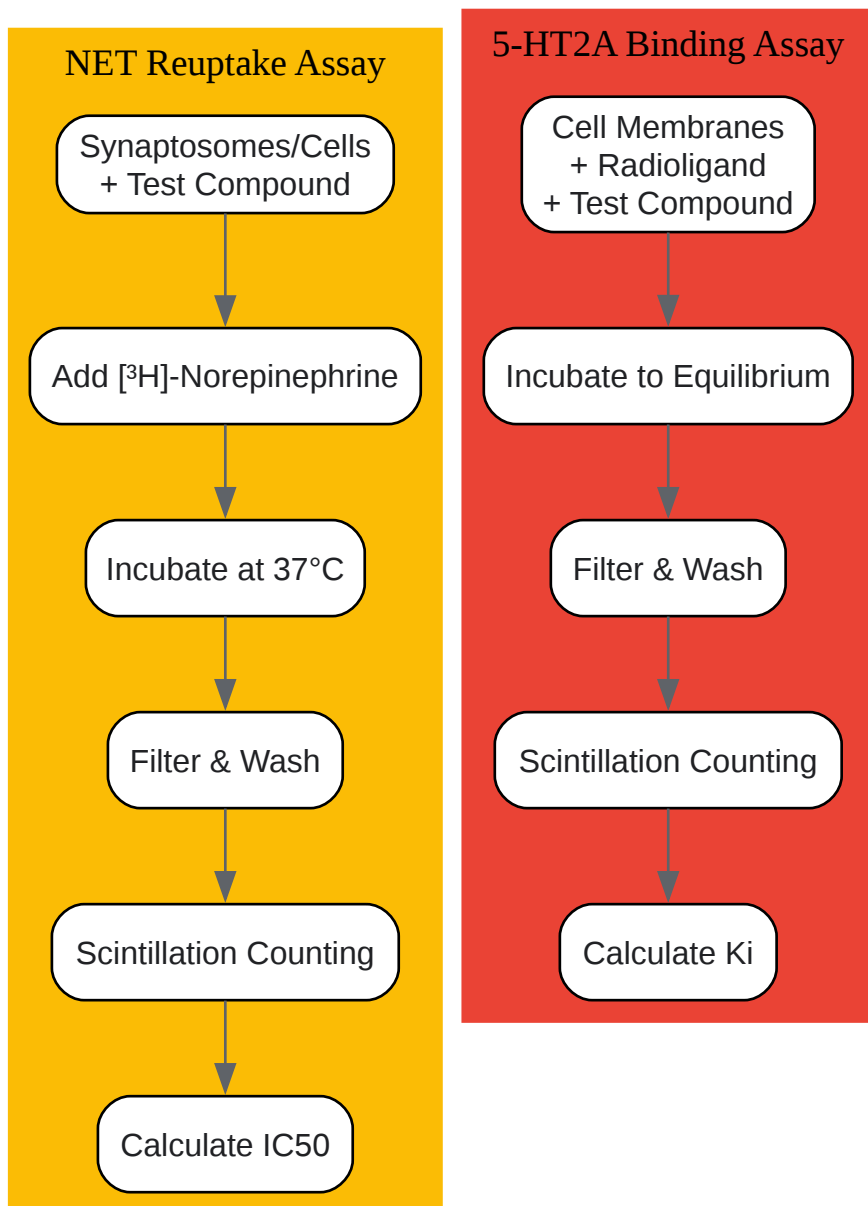 NET Reuptake Assay
Synaptosomes/Cells
+ Test Compound
Add [³H]-Norepinephrine
Incubate at 37°C
Filter & Wash
Scintillation Counting
Calculate IC50
5-HT2A Binding Assay
Cell Membranes
+ Radioligand
+ Test Compound
Incubate to Equilibrium
Filter & Wash
Scintillation Counting
Calculate Ki